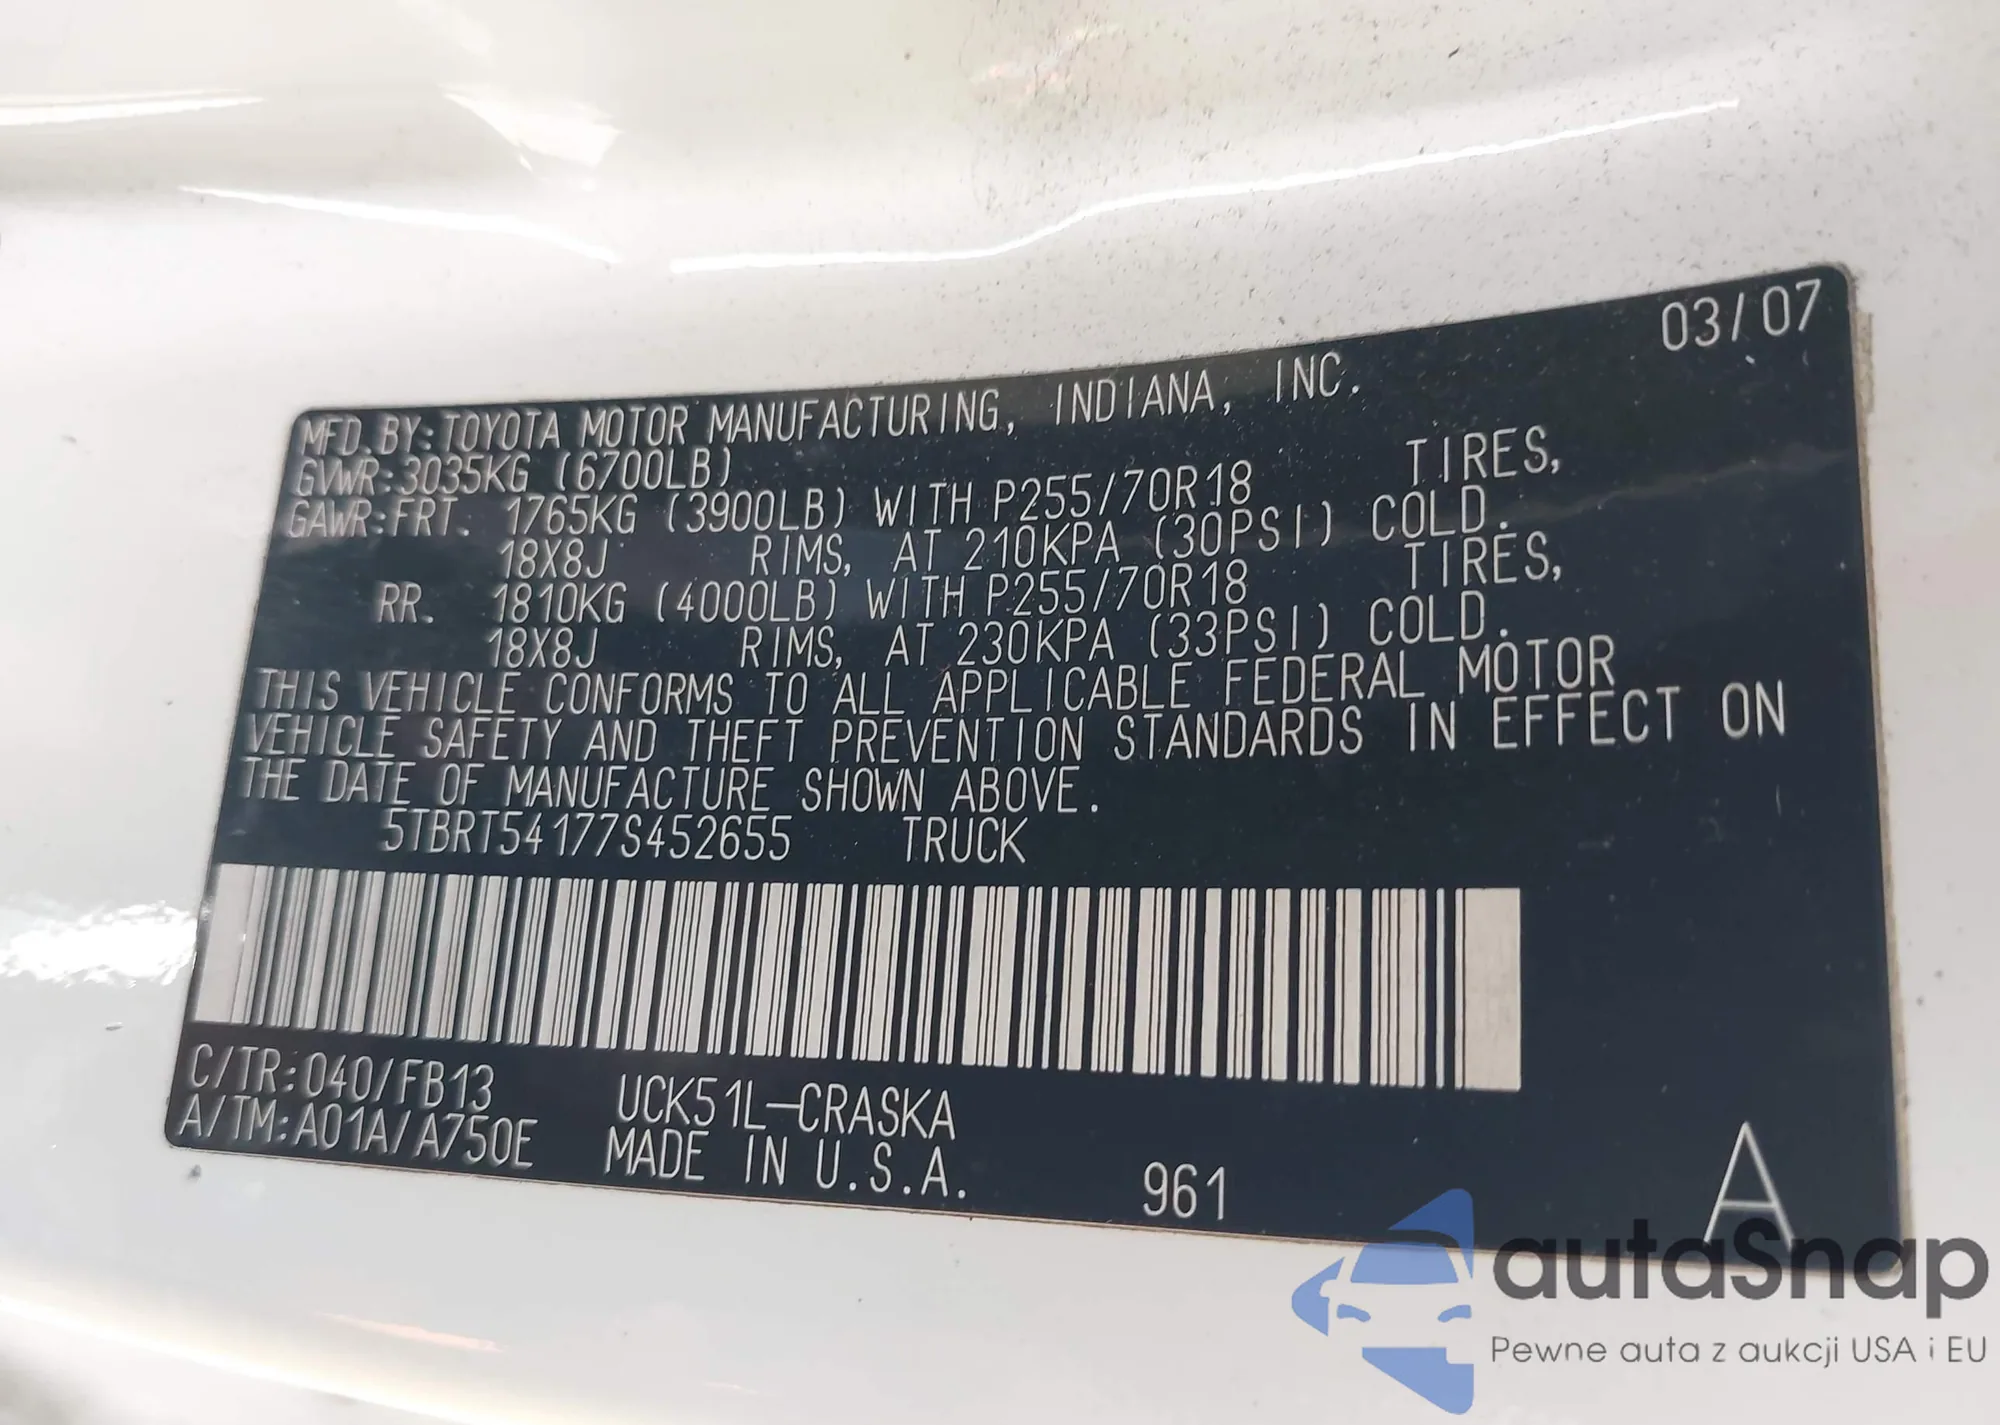 03/07
MFD. BY: TOYOTA MOTOR MANUFACTURING, INDIANA, INC.
GVWR: 3035KG (6700LB)
GAWR: FRT. 1765KG (3900LB) WITH P255/70R18 TIRES,
18X8J RIMS, AT 210KPA (30PSI) COLD.
RR. 1810KG (4000LB) WITH P255/70R18 TIRES,
18X8J RIMS, AT 230KPA (33PSI) COLD.
THIS VEHICLE CONFORMS TO ALL APPLICABLE FEDERAL MOTOR
VEHICLE SAFETY AND THEFT PREVENTION STANDARDS IN EFFECT ON
THE DATE OF MANUFACTURE SHOWN ABOVE.
5TBRT54177S452655 TRUCK
C/TR: 040/FB13 UCK51L-CRASKA
A/TM: A01A/A750E MADE IN U.S.A. 961 A
autaSnap
Pewne auta z aukcji USA i EU